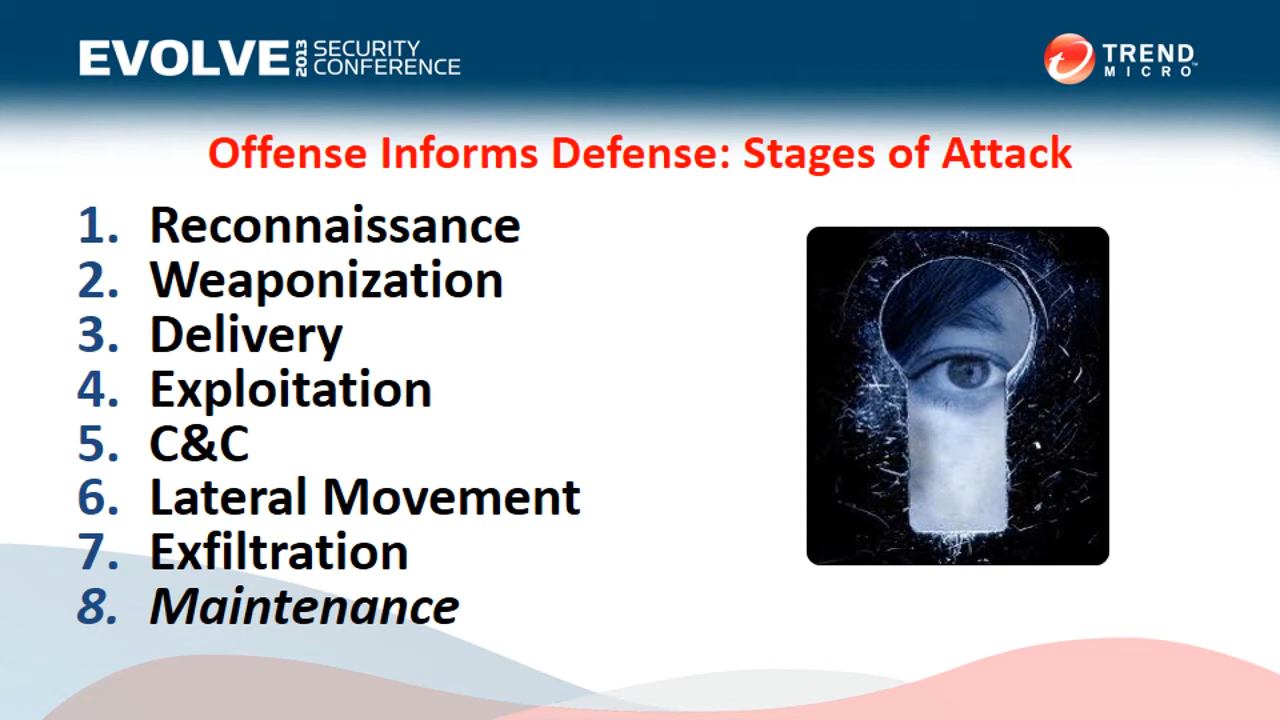 EVOLVE 2013 SECURITY CONFERENCE
TREND MICRO™
Offense Informs Defense: Stages of Attack
1. Reconnaissance
2. Weaponization
3. Delivery
4. Exploitation
5. C&C
6. Lateral Movement
7. Exfiltration
8. Maintenance